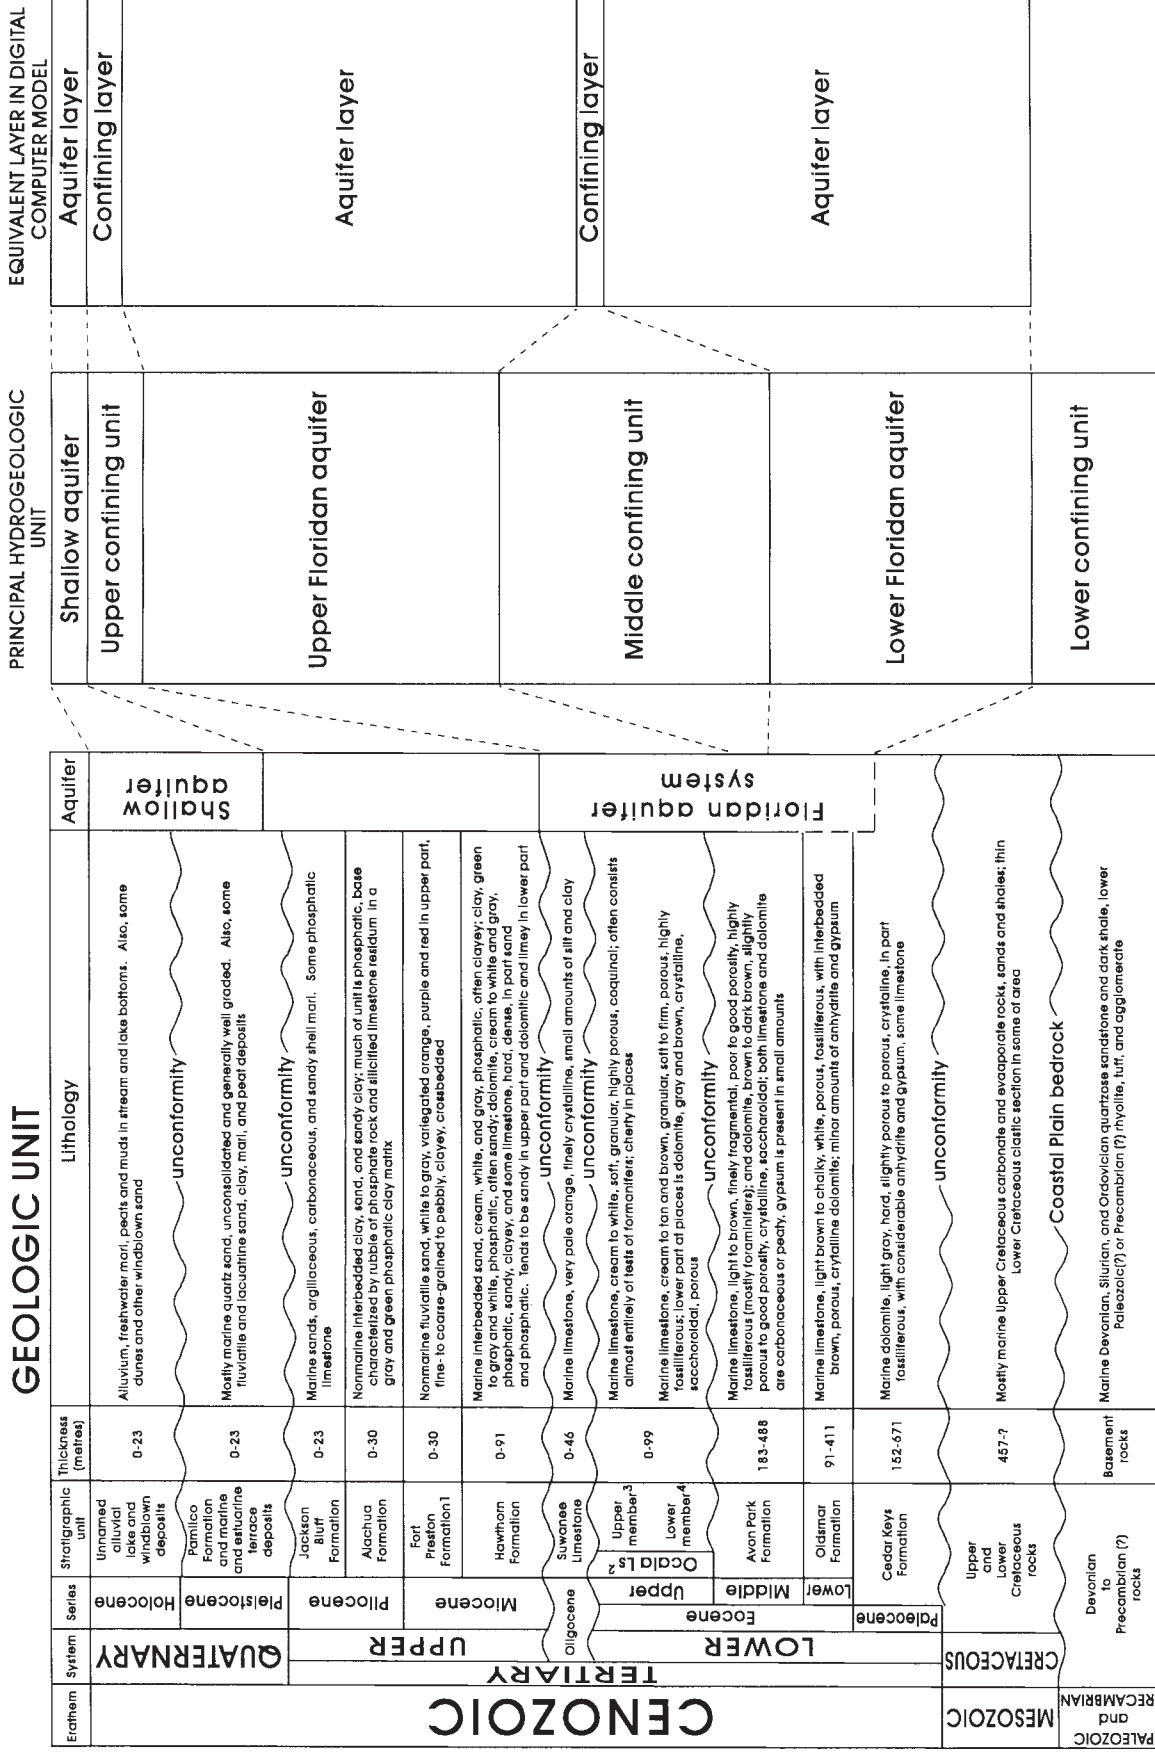 GEOLOGIC UNIT
PRINCIPAL HYDROGEOLOGIC
UNIT
EQUIVALENT LAYER IN DIGITAL
COMPUTER MODEL
Erathem
System
Series
Stratigraphic
unit
Thickness
(metres)
Lithology
Aquifer
CENOZOIC
QUATERNARY
Holocene
Unnamed
alluvial
lake and
windblown
deposits
0-23
Alluvium, freshwater marl, peats and muds in stream and lake bottoms. Also, some
dunes and other windblown sand
unconformity
Pleistocene
Pamlico
Formation
and marine
and estuarine
terrace
deposits
0-23
Mostly marine quartz sand, unconsolidated and generally well graded. Also, some
fluviatile and lacuatrine sand, clay, marl, and peat deposits
unconformity
Shallow
aquifer
TERTIARY
UPPER
Pliocene
Jackson
Bluff
Formation
0-23
Marine sands, argillaceous, carbonaceous, and sandy shell marl. Some phosphatic
limestone
Alachua
Formation
0-30
Nonmarine interbedded clay, sand, and sandy clay; much of unit is phosphatic, base
characterized by rubble of phosphate rock and silicified limestone residum in a
gray and green phosphatic clay matrix
Miocene
Fort
Preston
Formation1
0-30
Nonmarine fluviatile sand, white to gray, variegated orange, purple and red in upper part,
fine- to coarse-grained to pebbly, clayey, crossbedded
Hawthorn
Formation
0-91
Marine interbedded sand, cream, white, and gray, phosphatic, often clayey; clay, green
to gray and white, phosphatic, often sandy; dolomite, cream to white and gray,
phosphatic, sandy, clayey, and some limestone, hard, dense, in part sand
and phosphatic. Tends to be sandy in upper part and dolomitic and limey in lower part
unconformity
Oligocene
Suwanee
Limestone
0-46
Marine limestone, very pale orange, finely crystalline, small amounts of silt and clay
unconformity
LOWER
Eocene
Upper
Ocala Ls 2
Upper
member3
Lower
member4
0-99
Marine limestone, cream to white, soft, granular, highly porous, coquinal; often consists
almost entirely of tests of formanifers; cherty in places
Marine limestone, cream to tan and brown, granular, soft to firm, porous, highly
fossiliferous; lower part of places is dolomite, gray and brown, crystalline,
saccharoidal, porous
unconformity
Middle
Avon Park
Formation
183-488
Marine limestone, light to brown, finely fragmental, poor to good porosity, highly
fossiliferous (mostly foraminifers); and dolomite, brown to dark brown, slightly
porous to good porosity, crystalline, saccharoidal; both limestone and dolomite
are carbonaceous or peaty, gypsum is present in small amounts
Lower
Oldsmar
Formation
91-411
Marine limestone, light brown to chalky, white, porous, fossiliferous, with interbedded
brown, porous, crystalline dolomite; minor amounts of anhydrite and gypsum
Floridan aquifer
system
Paleocene
Cedar Keys
Formation
152-671
Marine dolomite, light gray, hard, slightly porous to porous, crystaline, in part
fossiliferous, with considerable anhydrite and gypsum, some limestone
unconformity
MESOZOIC
CRETACEOUS
Upper
and
Lower
Cretaceous
rocks
457-?
Mostly marine Upper Cretaceous carbonate and evaporate rocks, sands and shales; thin
Lower Cretaceous clastic section in some of area
Coastal Plain bedrock
PALEOZOIC
and
RECAMBRIAN
Devonian
to
Precambrian (?)
rocks
Basement
rocks
Marine Devonian, Silurian, and Ordovician quartzose sandstone and dark shale, lower
Paleozoic(?) or Precambrian (?) rhyolite, tuff, and agglomerate
Shallow aquifer
Upper confining unit
Upper Floridan aquifer
Middle confining unit
Lower Floridan aquifer
Lower confining unit
Aquifer layer
Confining layer
Aquifer layer
Confining layer
Aquifer layer